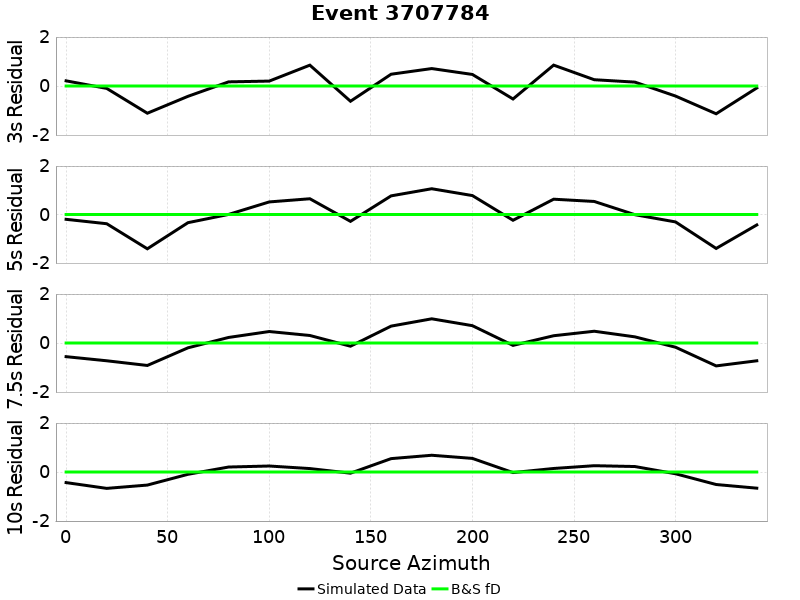 Event 3707784
3s Residual
2
0
-2
5s Residual
2
0
-2
7.5s Residual
2
0
-2
10s Residual
2
0
-2
0 50 100 150 200 250 300
Source Azimuth
Simulated Data B&S fD